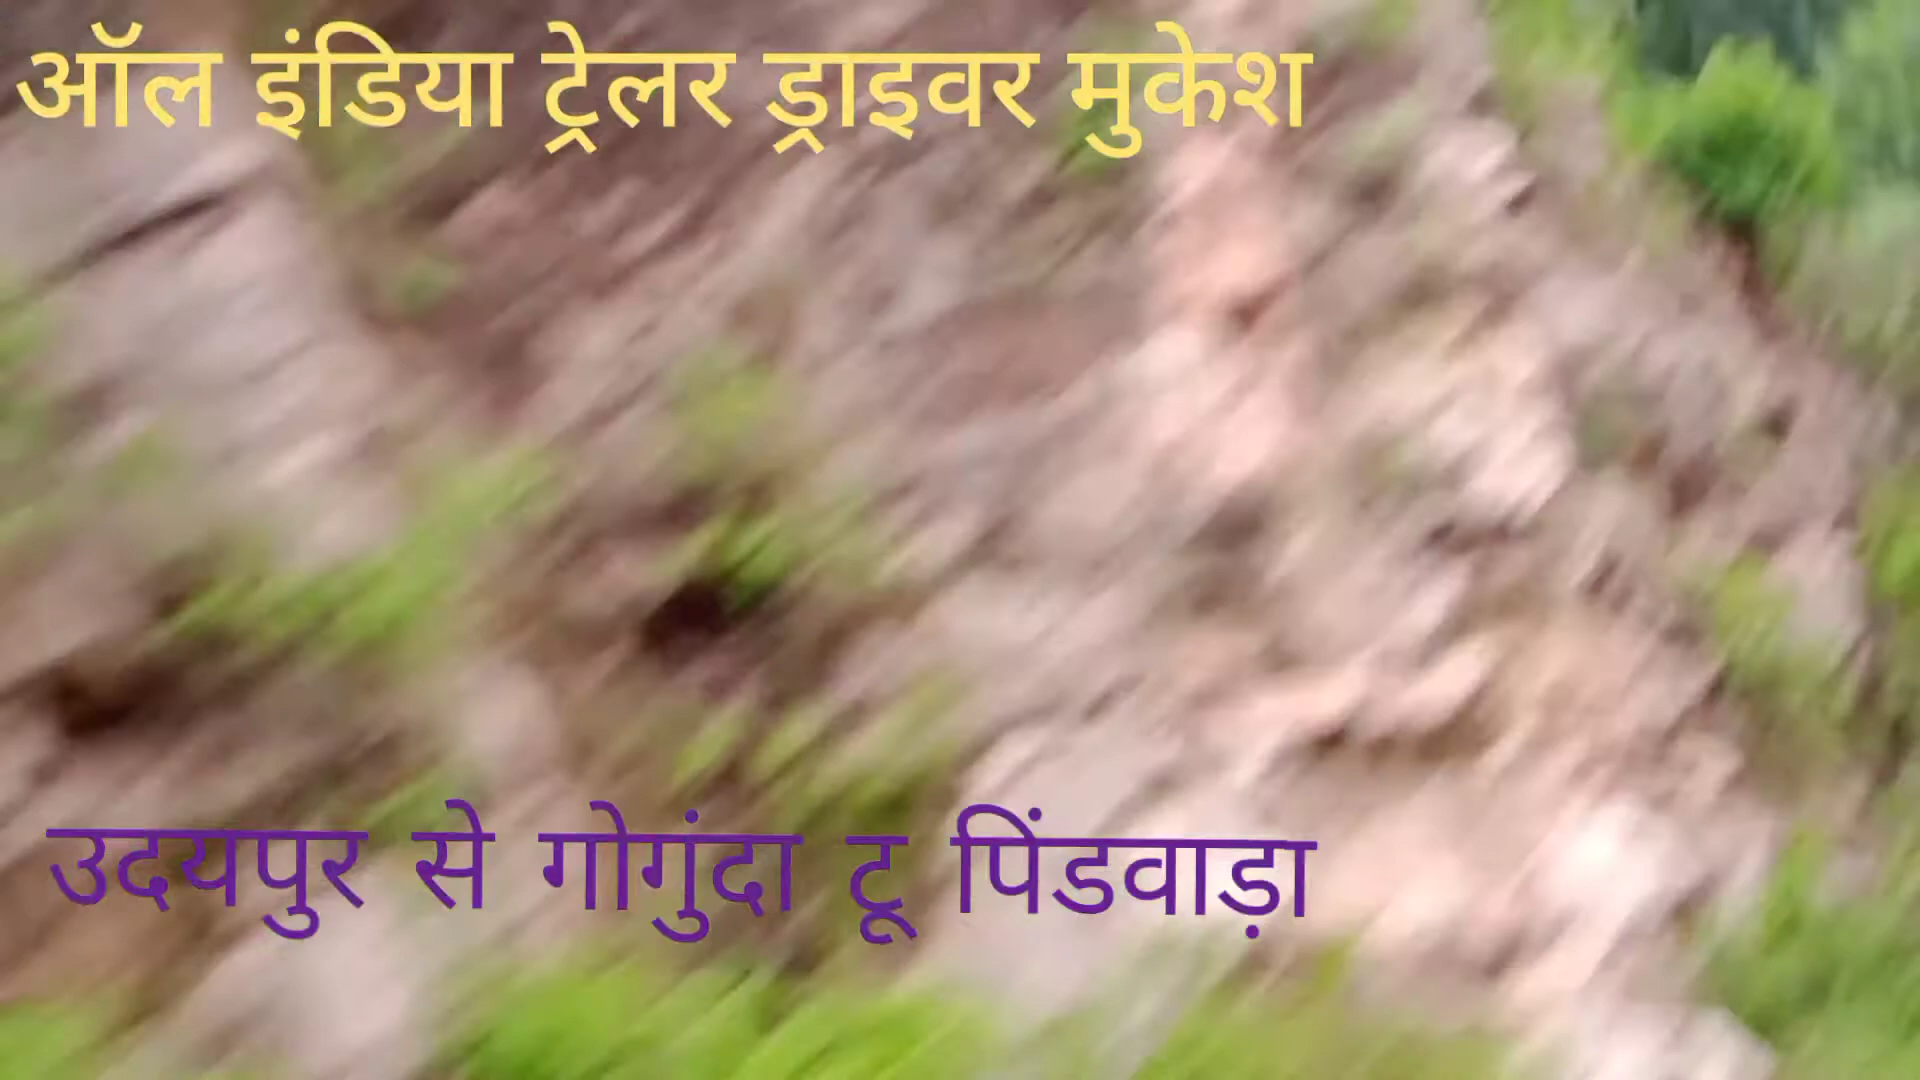 ऑल इंडिया ट्रेलर ड्राइवर मुकेश
उदयपुर से गोगुंदा टू पिंडवाड़ा